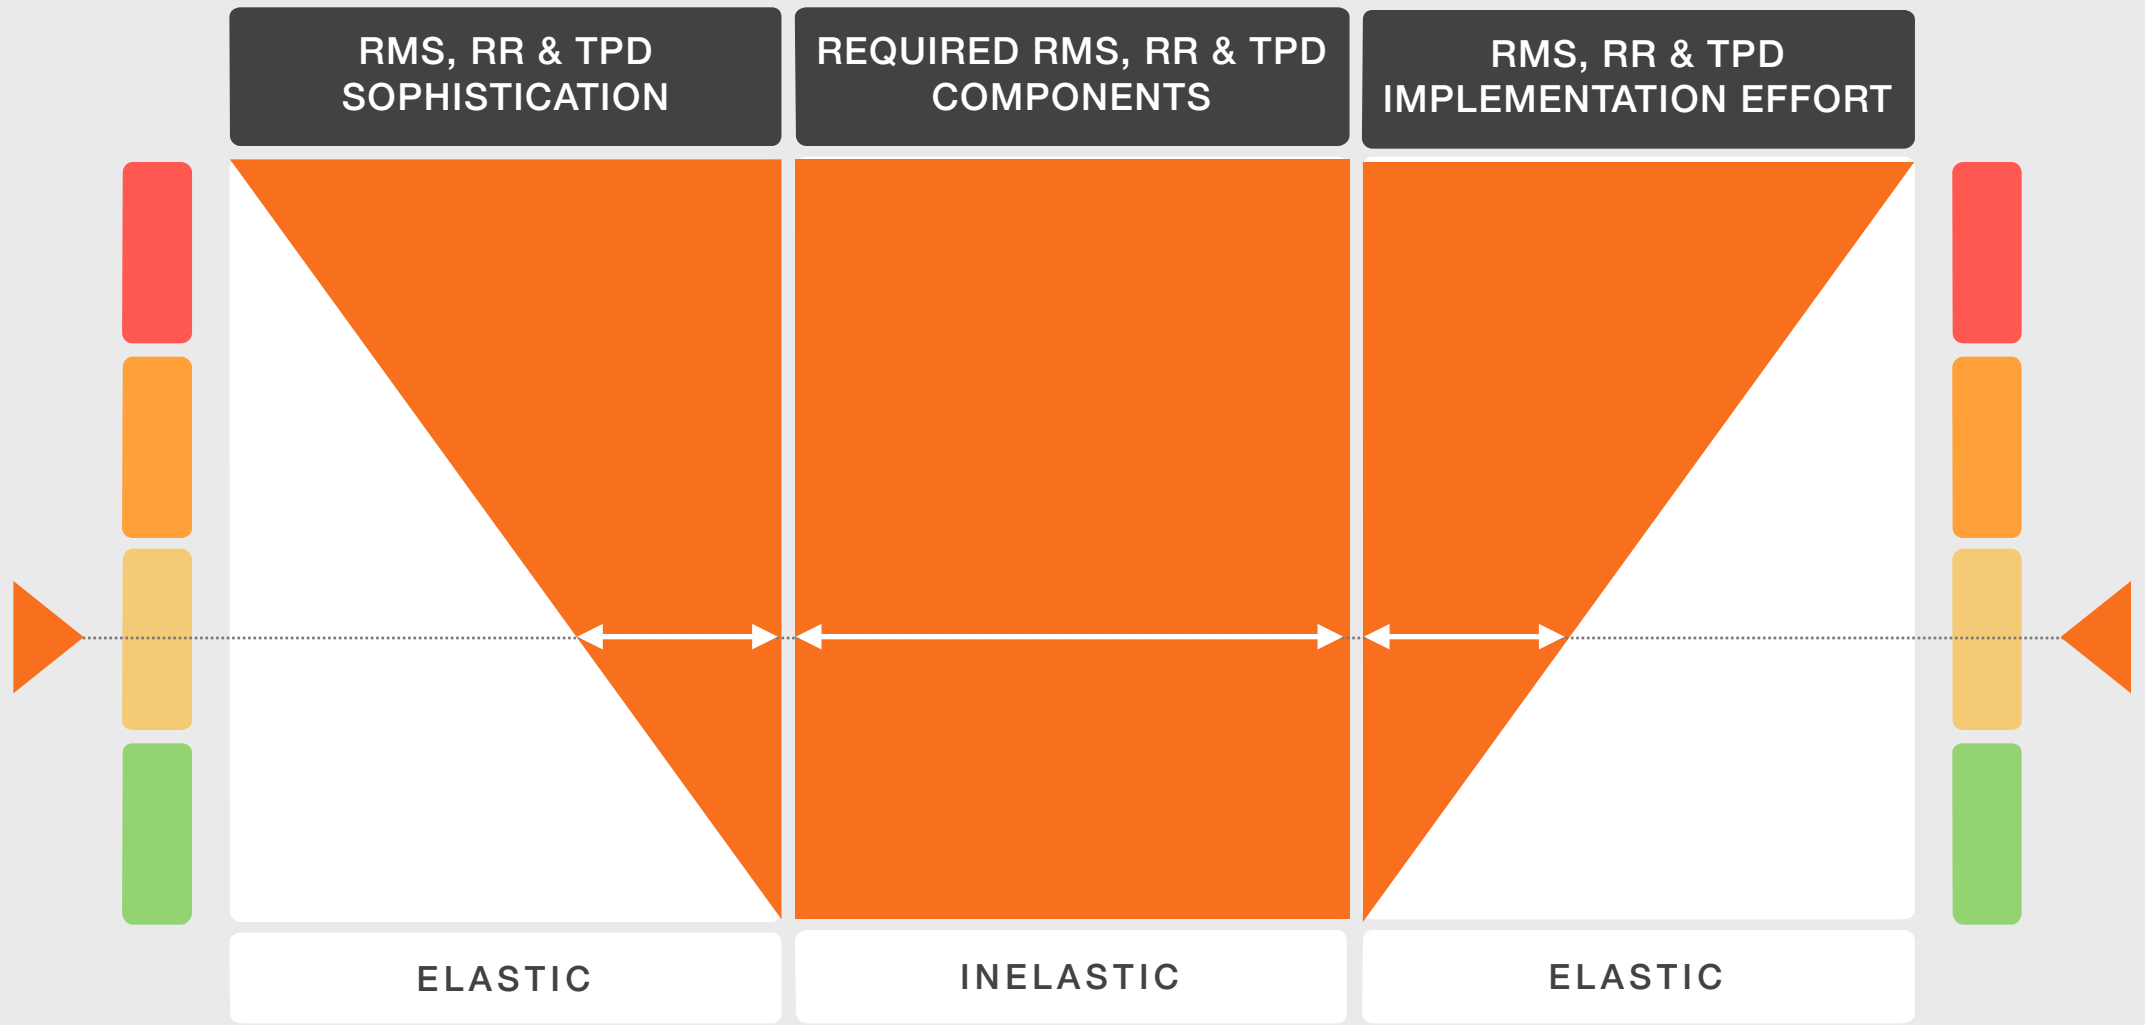 RMS, RR & TPD
SOPHISTICATION
REQUIRED RMS, RR & TPD
COMPONENTS
RMS, RR & TPD
IMPLEMENTATION EFFORT
ELASTIC
INELASTIC
ELASTIC